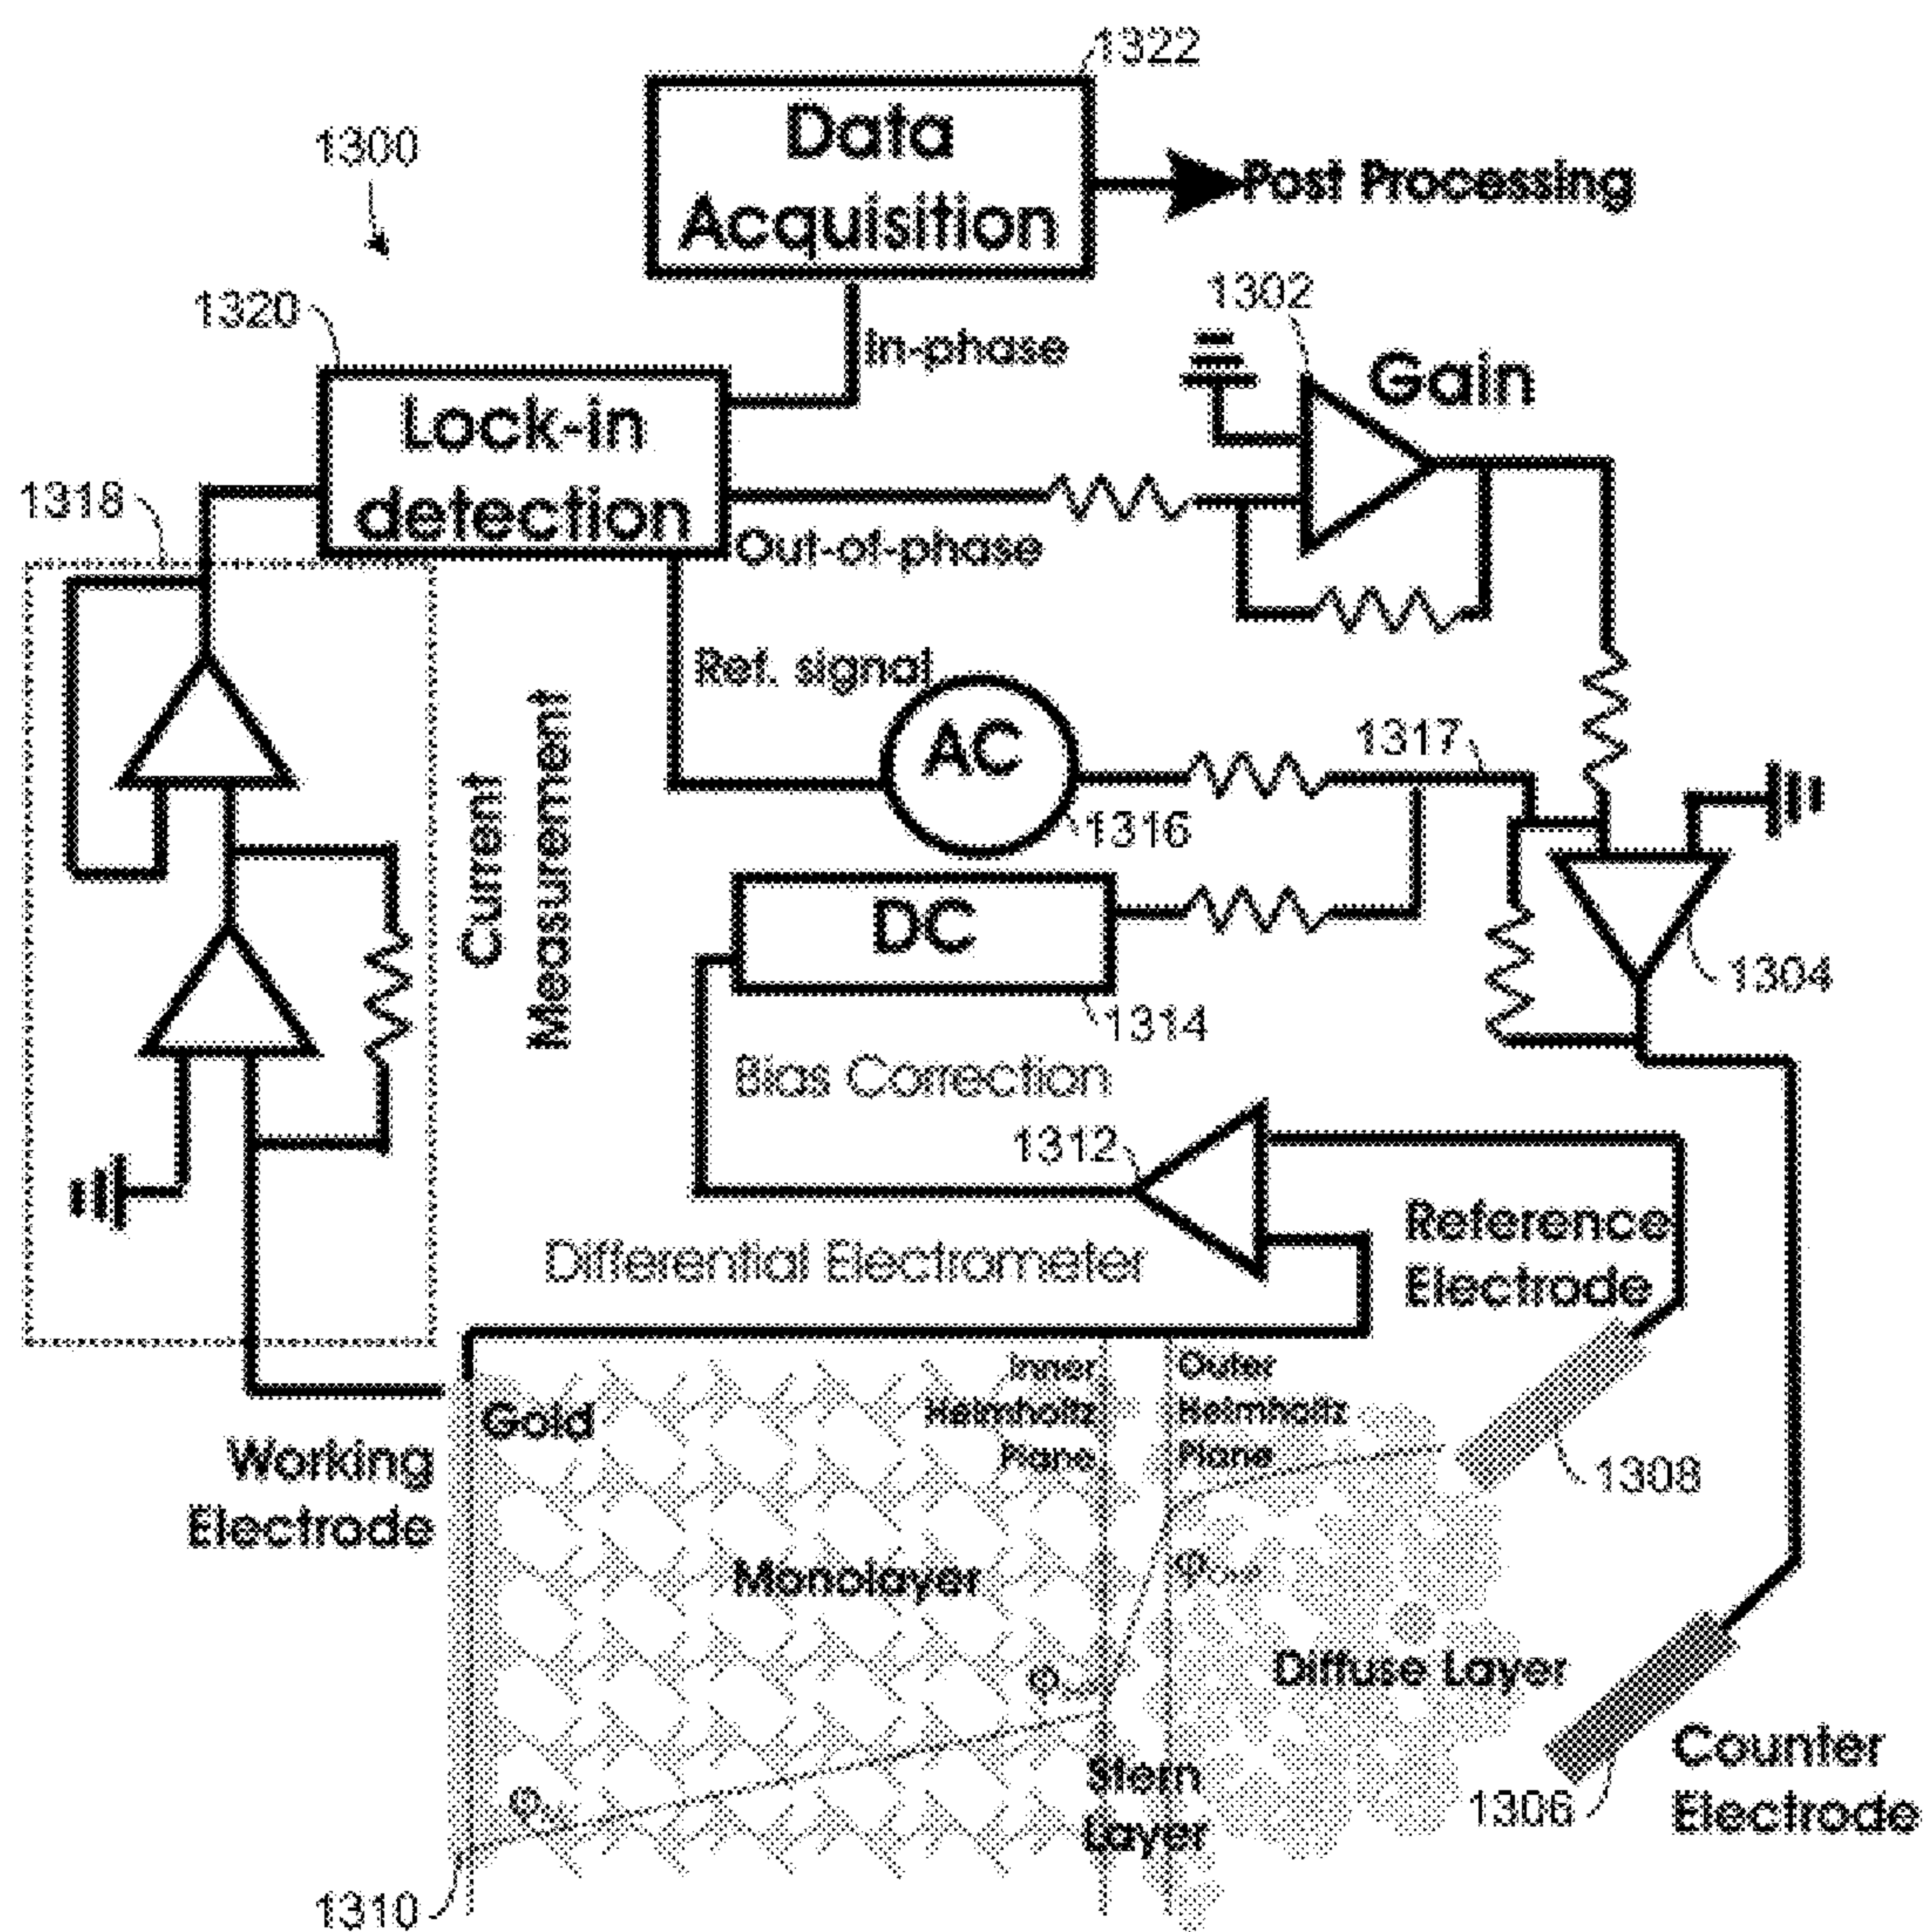 1322
Data
Acquisition
Post Processing
1300
1320
In-phase
1302
Gain
Lock-in
detection
1318
Out-of-phase
Ref. signal
AC
1317
1316
Current
Measurement
DC
1304
1314
Bias Correction
1312
Differential Electrometer
Reference
Electrode
Inner
Helmholtz
Plane
Outer
Helmholtz
Plane
Gold
Working
Electrode
1308
Monolayer
Diffuse Layer
Stern
Layer
Counter
Electrode
1306
1310